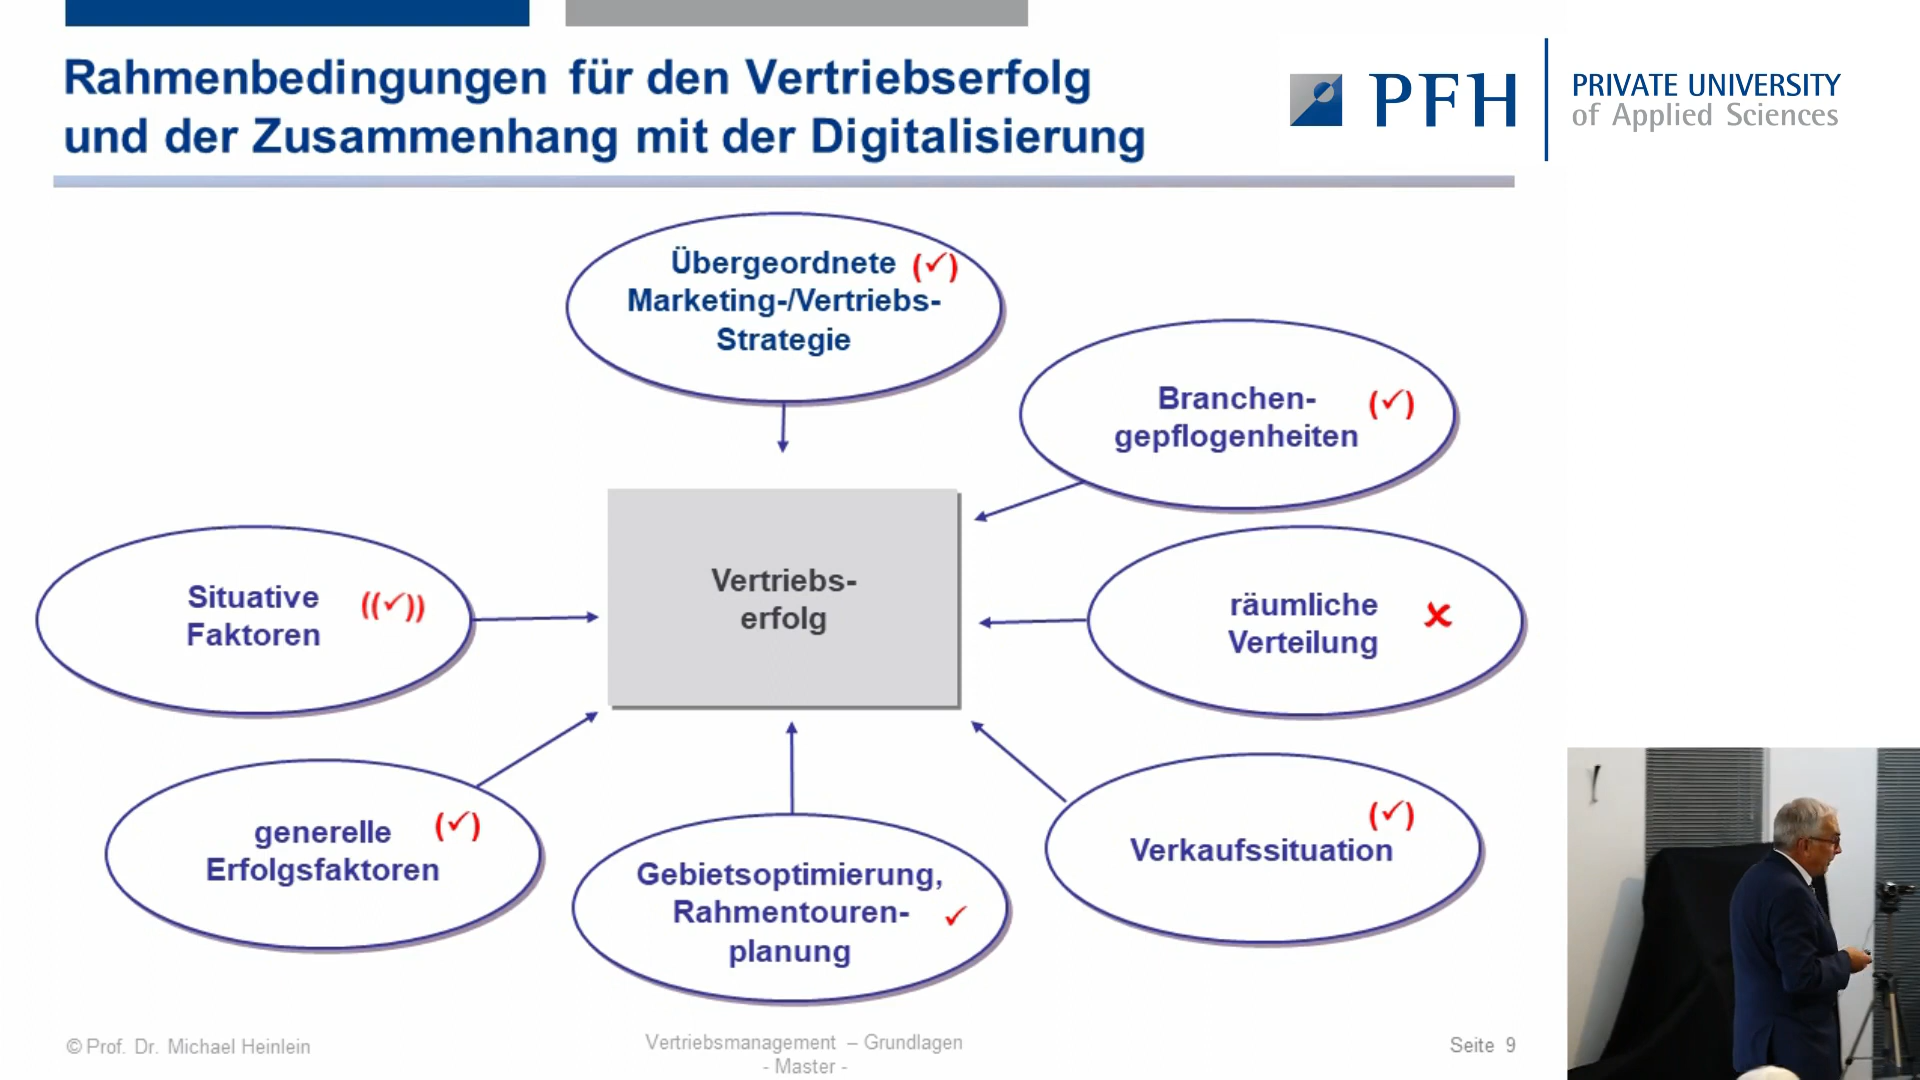 Rahmenbedingungen für den Vertriebserfolg
und der Zusammenhang mit der Digitalisierung
PFH
PRIVATE UNIVERSITY
of Applied Sciences
Übergeordnete (✓)
Marketing-/Vertriebs-
Strategie
Branchen-
gepflogenheiten (✓)
Situative
Faktoren ((✓))
Vertriebs-
erfolg
räumliche
Verteilung ✘
generelle (✓)
Erfolgsfaktoren
Gebietsoptimierung,
Rahmentouren- ✓
planung
(✓)
Verkaufssituation
© Prof. Dr. Michael Heinlein
Vertriebsmanagement – Grundlagen
- Master -
Seite 9